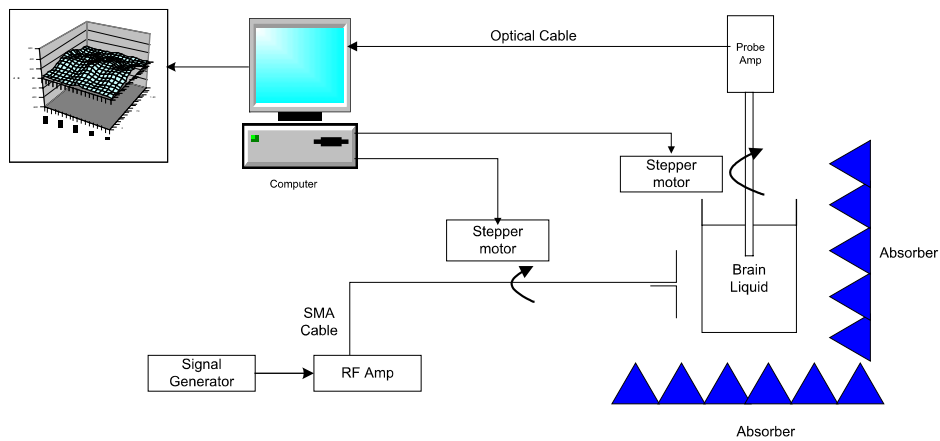 Optical Cable
Probe
Amp
Computer
Stepper
motor
Stepper
motor
Absorber
Brain
Liquid
SMA
Cable
Signal
Generator
RF Amp
Absorber